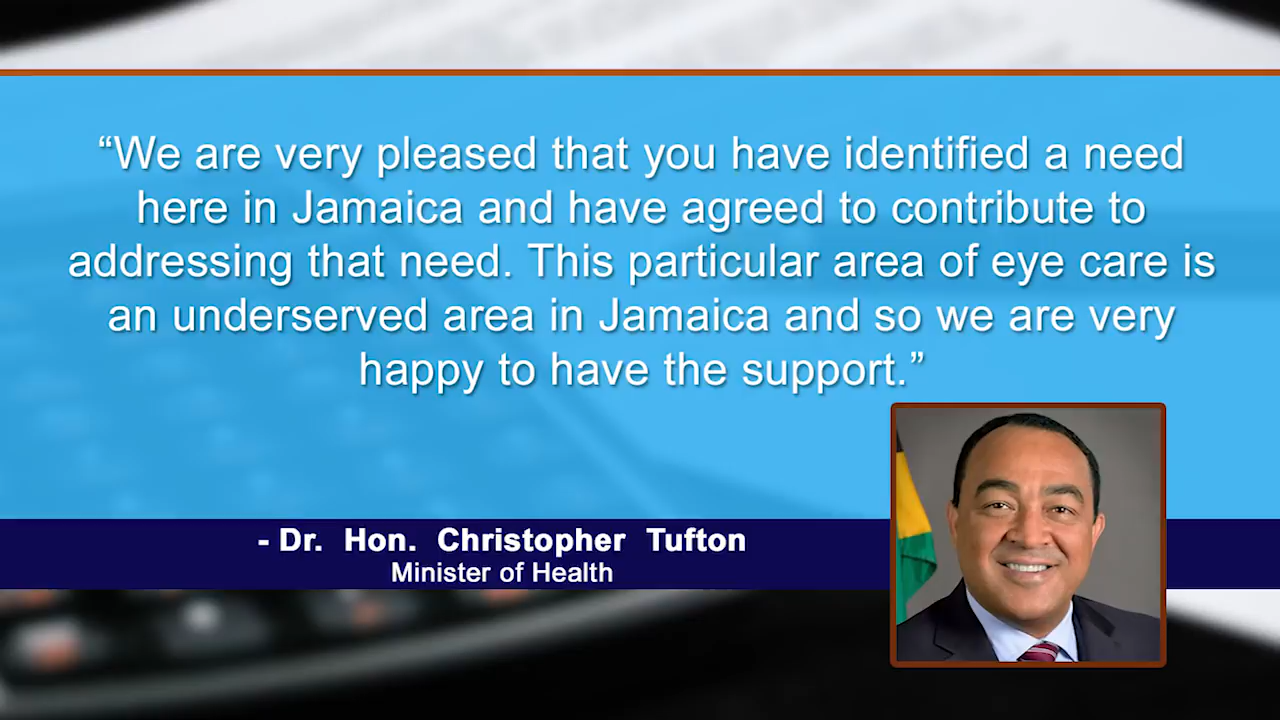 “We are very pleased that you have identified a need
here in Jamaica and have agreed to contribute to
addressing that need. This particular area of eye care is
an underserved area in Jamaica and so we are very
happy to have the support.”
- Dr. Hon. Christopher Tufton
Minister of Health